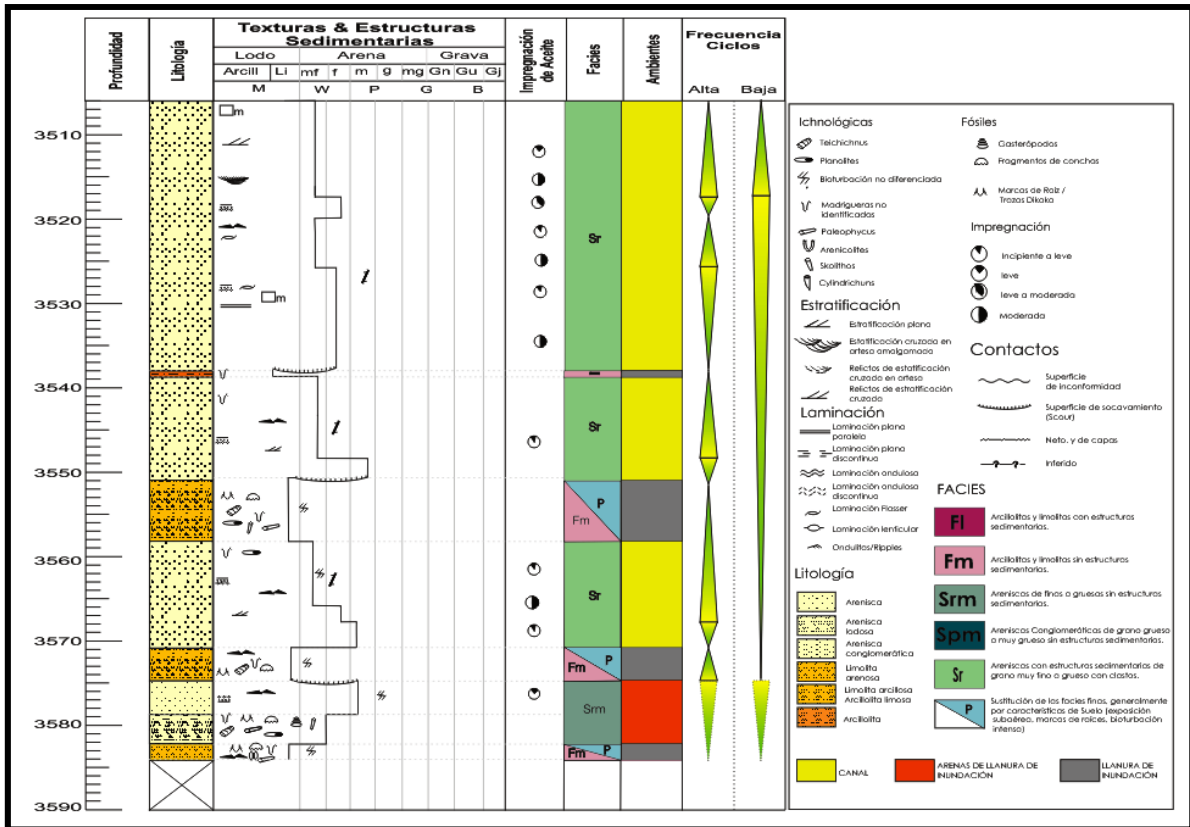 Profundidad
Litología
Texturas & Estructuras
Sedimentarias
Lodo
Arena
Grava
Arcill
Li
mf
f
m
g
mg
Gn
Gu
Gj
M
W
P
G
B
Impregnación
de Aceite
Facies
Ambientes
Frecuencia
Ciclos
Alta
Baja
3510
3520
3530
3540
3550
3560
3570
3580
3590
m
m
Sr
Sr
P
Fm
Sr
P
Fm
Srm
P
Fm
Ichnológicas
Teichichnus
Planolites
Bioturbación no diferenciada
Madrigueras no
identificadas
Paleophycus
Arenicolites
Skolithos
Cylindrichuns
Estratificación
Estratificación plana
Estatificación cruzada en
artesa amalgamada
Relictos de estatificación
cruzada en artesa
Relictos de estratificación
cruzada
Laminación
Laminación plana
paralela
Laminación plana
discontinua
Laminación ondulosa
Laminación ondulosa
discontinua
Laminación Flasser
Laminación lenticular
Ondulitas/Ripples
Litología
Arenisca
Arenisca
lodosa
Arenisca
conglomerática
Limolita
arenosa
Limolita arcillosa
Arcillolita limosa
Arcillolita
Fósiles
Gasterópodos
Fragmentos de conchas
Marcas de Raiz /
Trazas Dikaka
Impregnación
Incipiente a leve
leve
leve a moderada
Moderada
Contactos
Superficie
de inconformidad
Superficie de socavamiento
(Scour)
Neto, y de capas
Inferido
FACIES
Fl
Arcillolitas y limolitas con estructuras
sedimentarias.
Fm
Arcillolitas y limolitas sin estructuras
sedimentarias.
Srm
Areniscas de finas a gruesas sin estructuras
sedimentarias.
Spm
Areniscas Conglomeráticas de grano grueso
a muy grueso sin estructuras sedimentarias.
Sr
Areniscas con estructuras sedimentarias de
grano muy fino a grueso con clastos.
P
Sustitución de las facies finas, generalmente
por características de Suelo (exposición
subaérea, marcas de raíces, bioturbación
intensa)
CANAL
ARENAS DE LLANURA DE
INUNDACIÓN
LLANURA DE
INUNDACIÓN